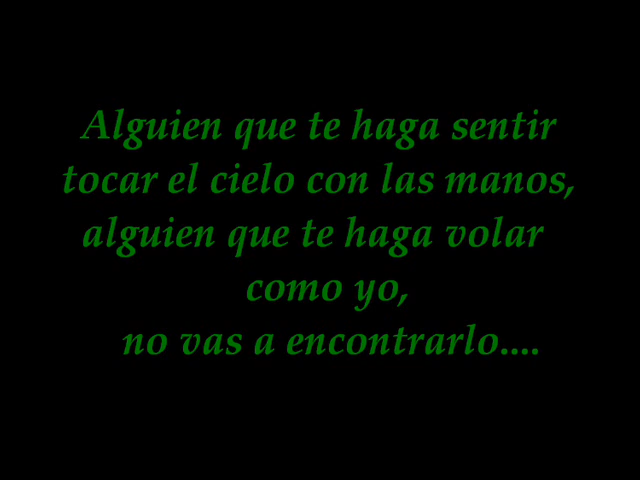 Alguien que te haga sentir
tocar el cielo con las manos,
alguien que te haga volar
como yo,
no vas a encontrarlo....